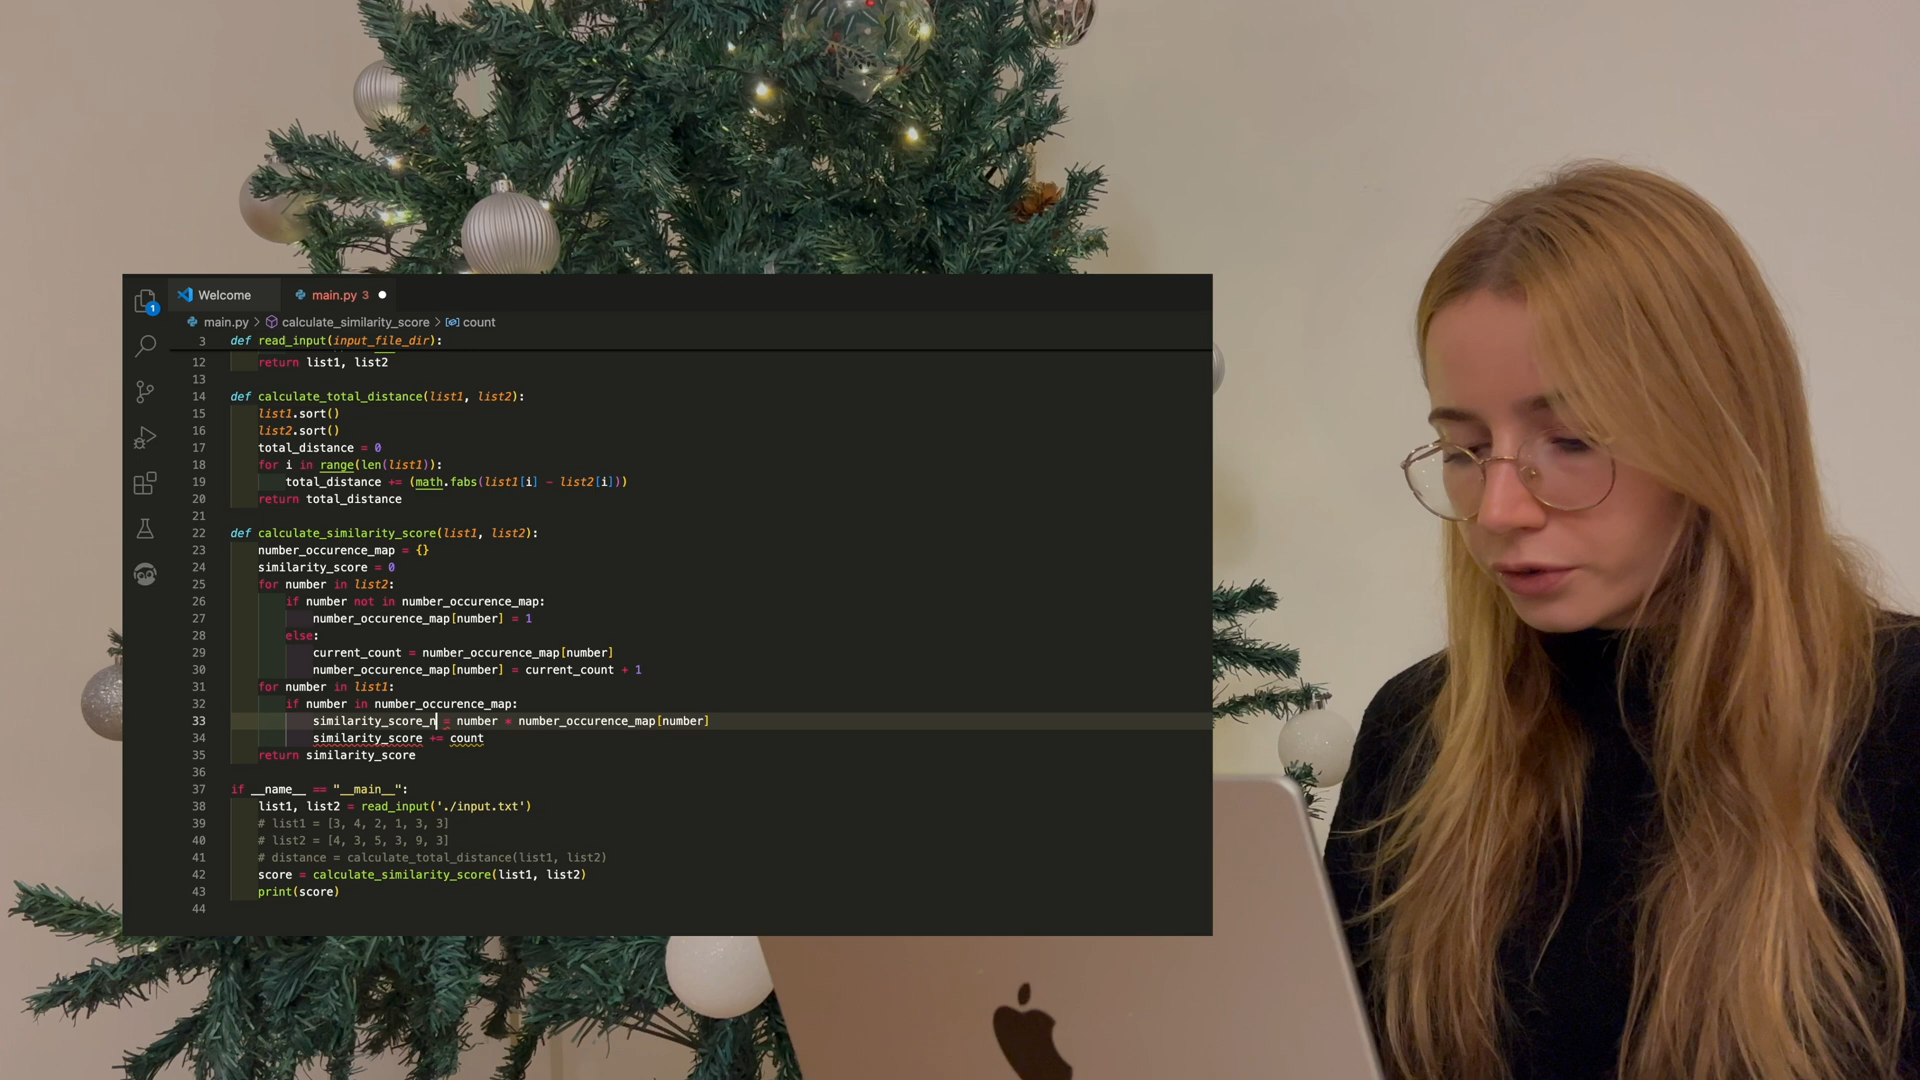 Welcome
main.py 3
1
main.py > calculate_similarity_score > count
3 def read_input(input_file_dir):
12 return list1, list2
13
14 def calculate_total_distance(list1, list2):
15 list1.sort()
16 list2.sort()
17 total_distance = 0
18 for i in range(len(list1)):
19 total_distance += (math.fabs(list1[i] - list2[i]))
20 return total_distance
21
22 def calculate_similarity_score(list1, list2):
23 number_occurence_map = {}
24 similarity_score = 0
25 for number in list2:
26 if number not in number_occurence_map:
27 number_occurence_map[number] = 1
28 else:
29 current_count = number_occurence_map[number]
30 number_occurence_map[number] = current_count + 1
31 for number in list1:
32 if number in number_occurence_map:
33 similarity_score_n = number * number_occurence_map[number]
34 similarity_score += count
35 return similarity_score
36
37 if __name__ == "__main__":
38 list1, list2 = read_input('./input.txt')
39 # list1 = [3, 4, 2, 1, 3, 3]
40 # list2 = [4, 3, 5, 3, 9, 3]
41 # distance = calculate_total_distance(list1, list2)
42 score = calculate_similarity_score(list1, list2)
43 print(score)
44